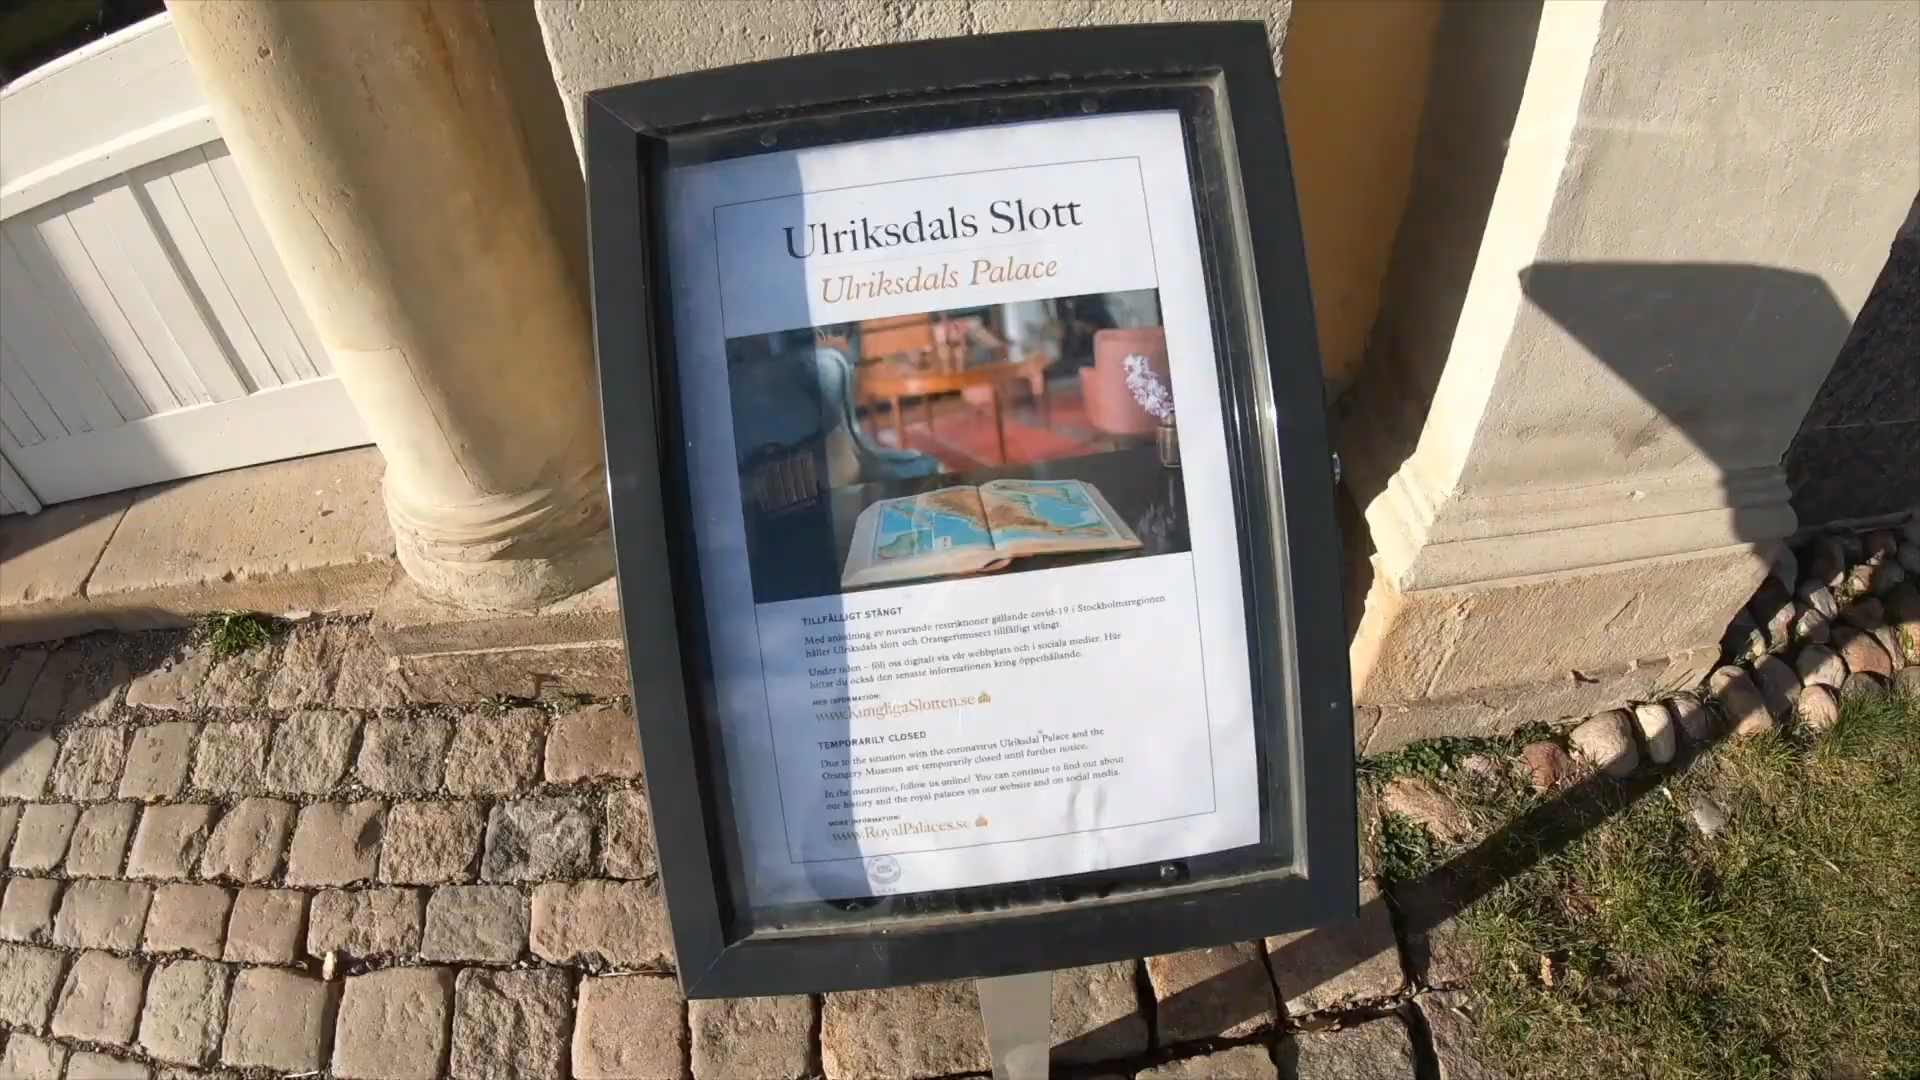 Ulriksdals Slott
Ulriksdals Palace
TILLFÄLLIGT STÄNGT
Med anledning av nuvarande restriktioner gällande covid-19 i Stockholmsregionen
håller Ulriksdals slott och Orangerimuseet tillfälligt stängt.
Under tiden – följ oss digitalt via vår webbplats och i sociala medier. Här
hittar du också den senaste informationen kring öppethållande.
MER INFORMATION:
www.KungligaSlotten.se
TEMPORARILY CLOSED
Due to the situation with the coronavirus Ulriksdal Palace and the
Orangery Museum are temporarily closed until further notice.
In the meantime, follow us online! You can continue to find out about
our history and the royal palaces via our website and on social media.
MORE INFORMATION:
www.RoyalPalaces.se